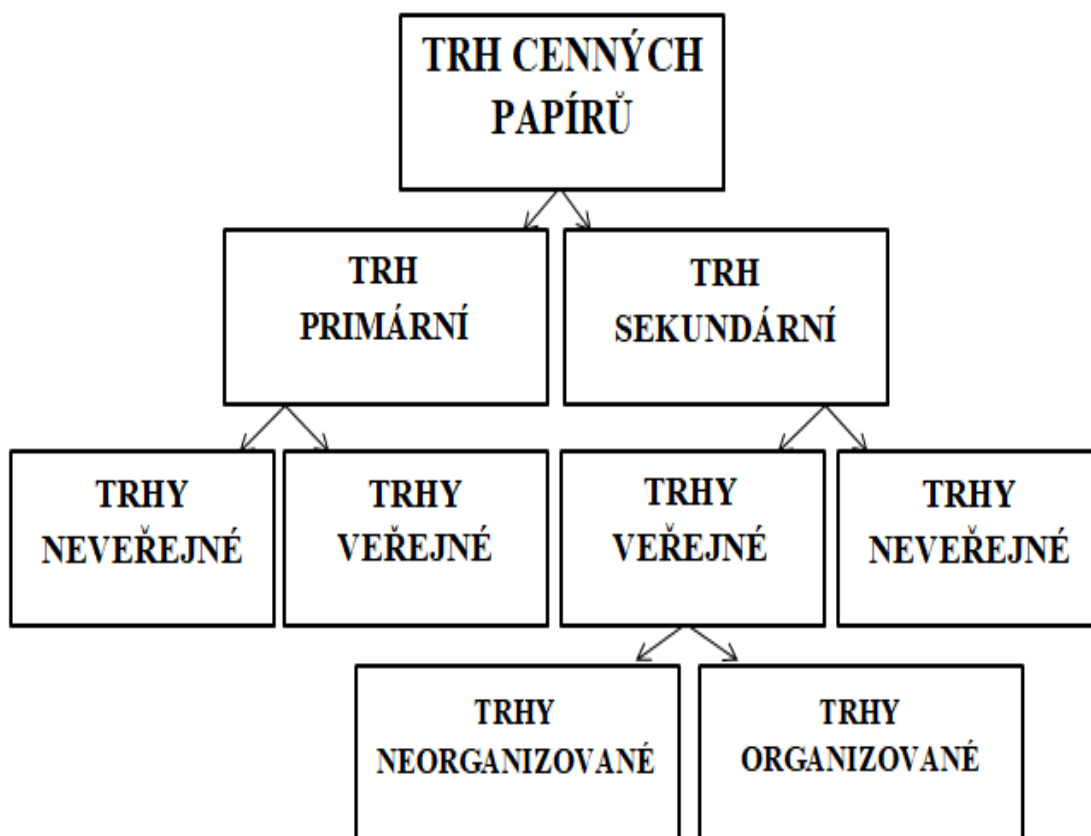 TRH CENNÝCH
PAPÍRŮ
TRH
PRIMÁRNÍ
TRH
SEKUNDÁRNÍ
TRHY
NEVEŘEJNÉ
TRHY
VEŘEJNÉ
TRHY
VEŘEJNÉ
TRHY
NEVEŘEJNÉ
TRHY
NEORGANIZOVANÉ
TRHY
ORGANIZOVANÉ